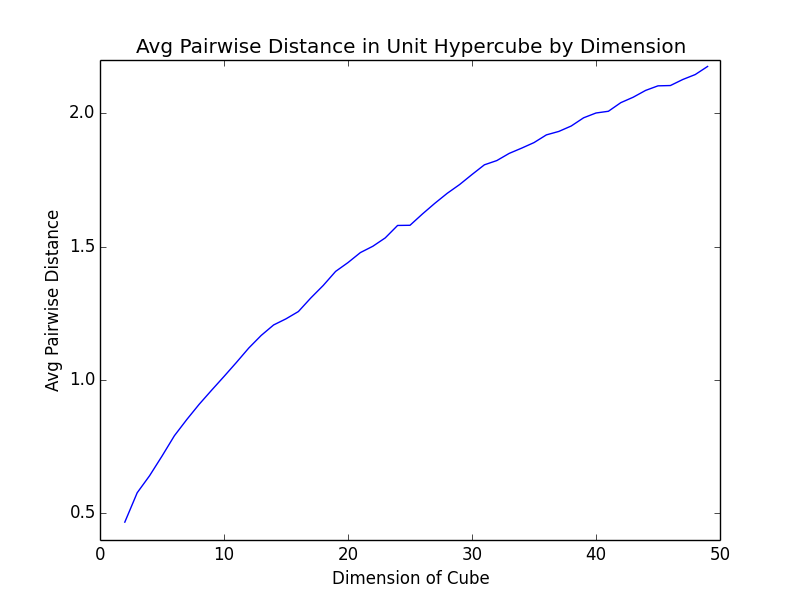 Avg Pairwise Distance in Unit Hypercube by Dimension
2.0
1.5
1.0
0.5
Avg Pairwise Distance
0 10 20 30 40 50
Dimension of Cube